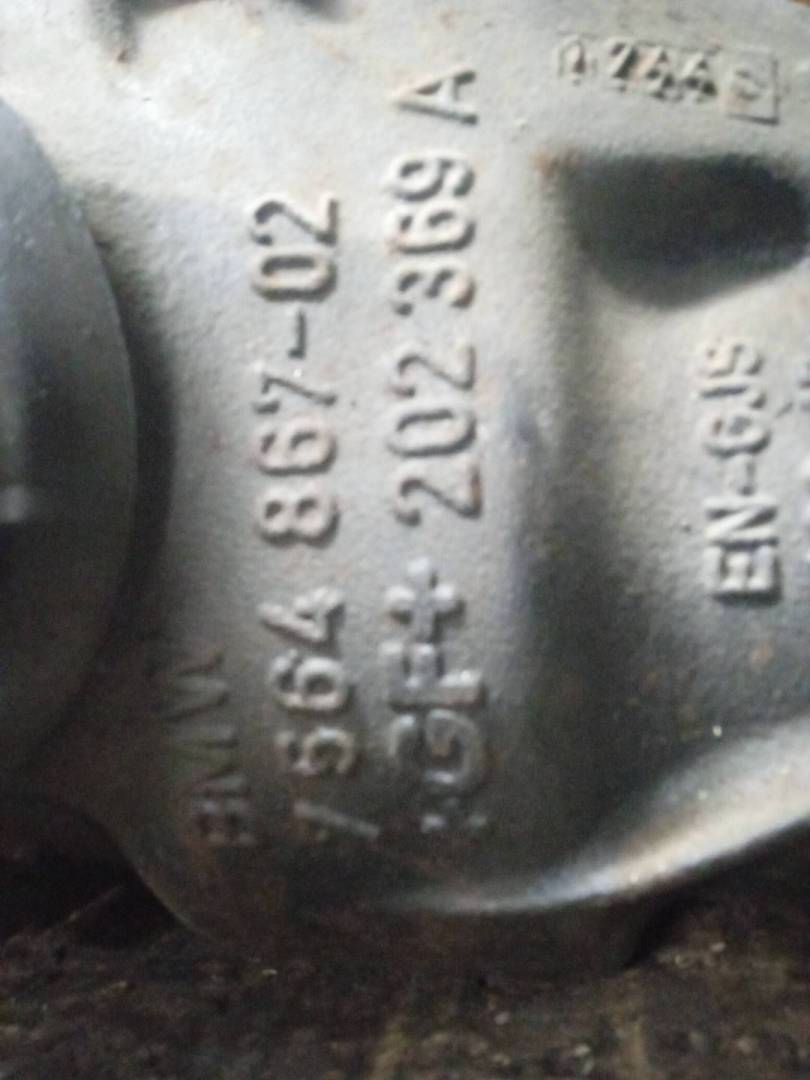 BMW
7 564 867-02
+GF+ 202 369 A
EN-GJS